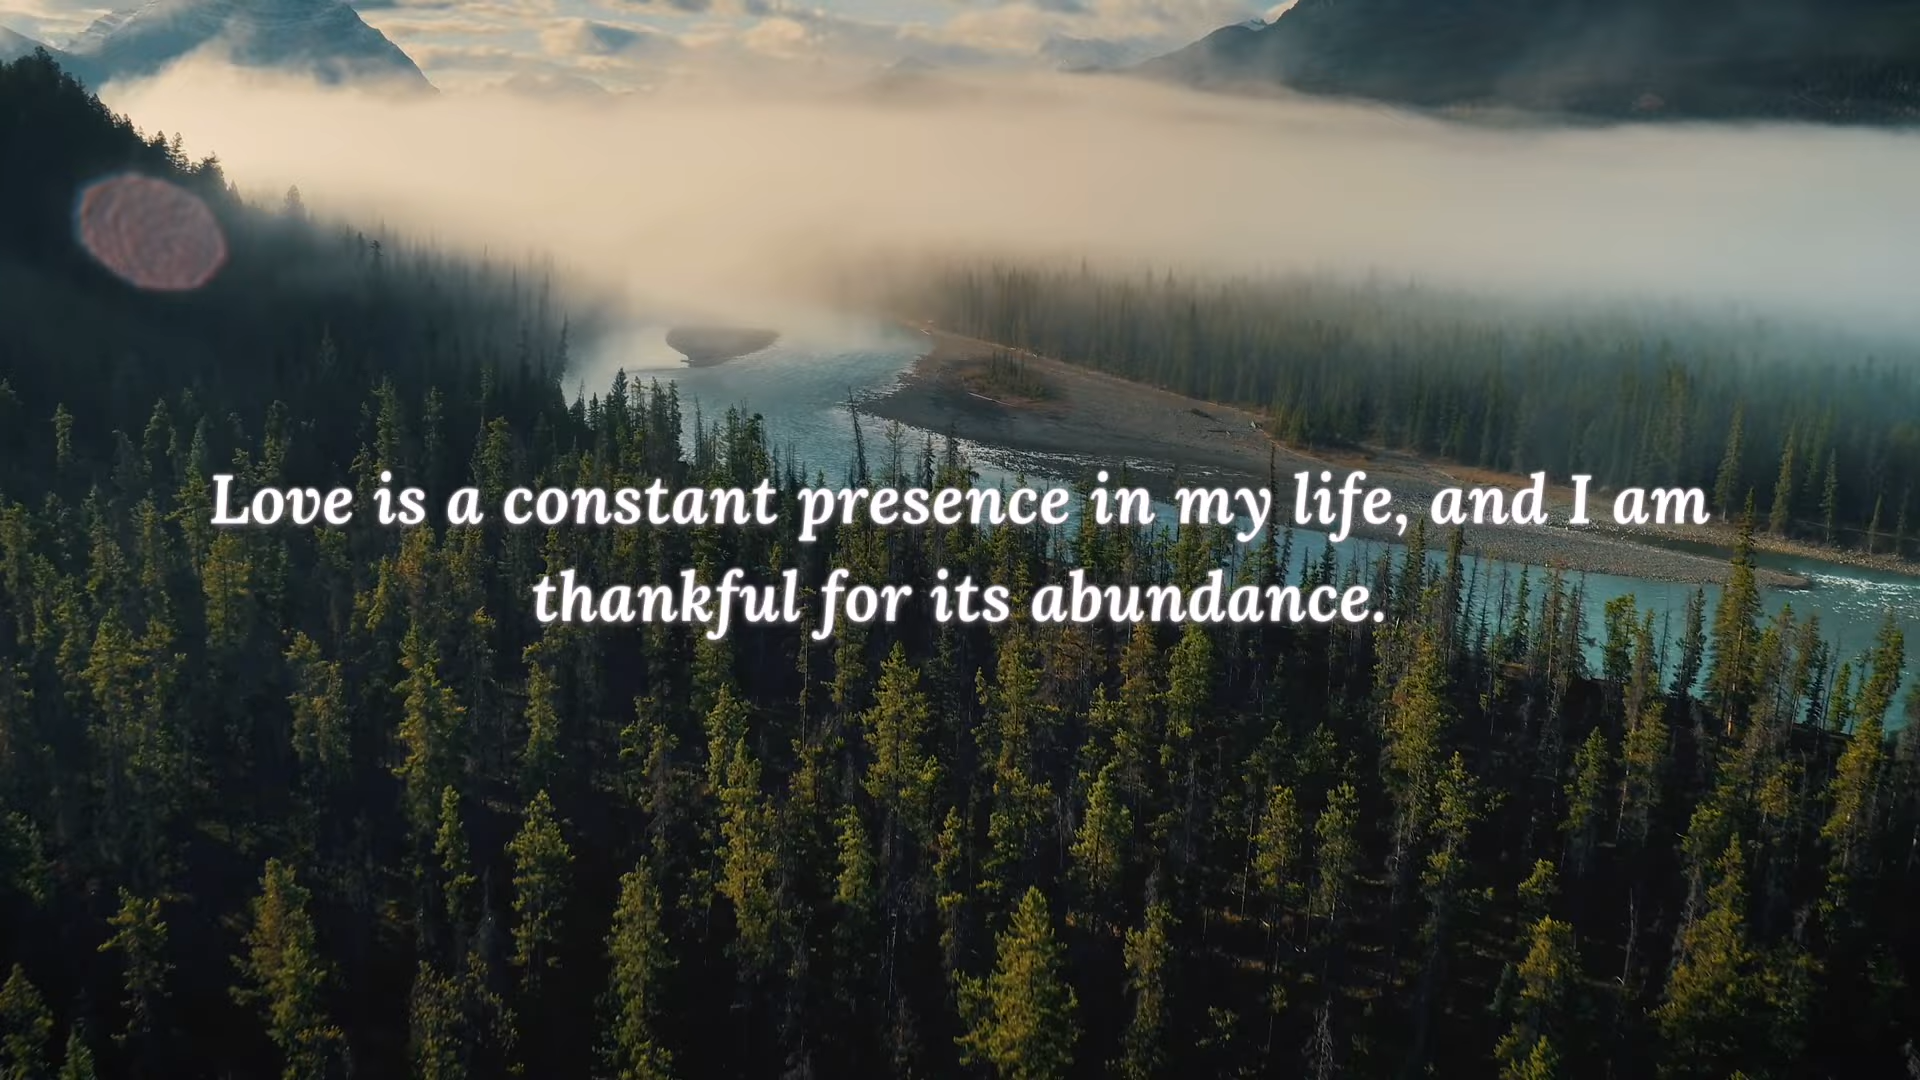 Love is a constant presence in my life, and I am
thankful for its abundance.